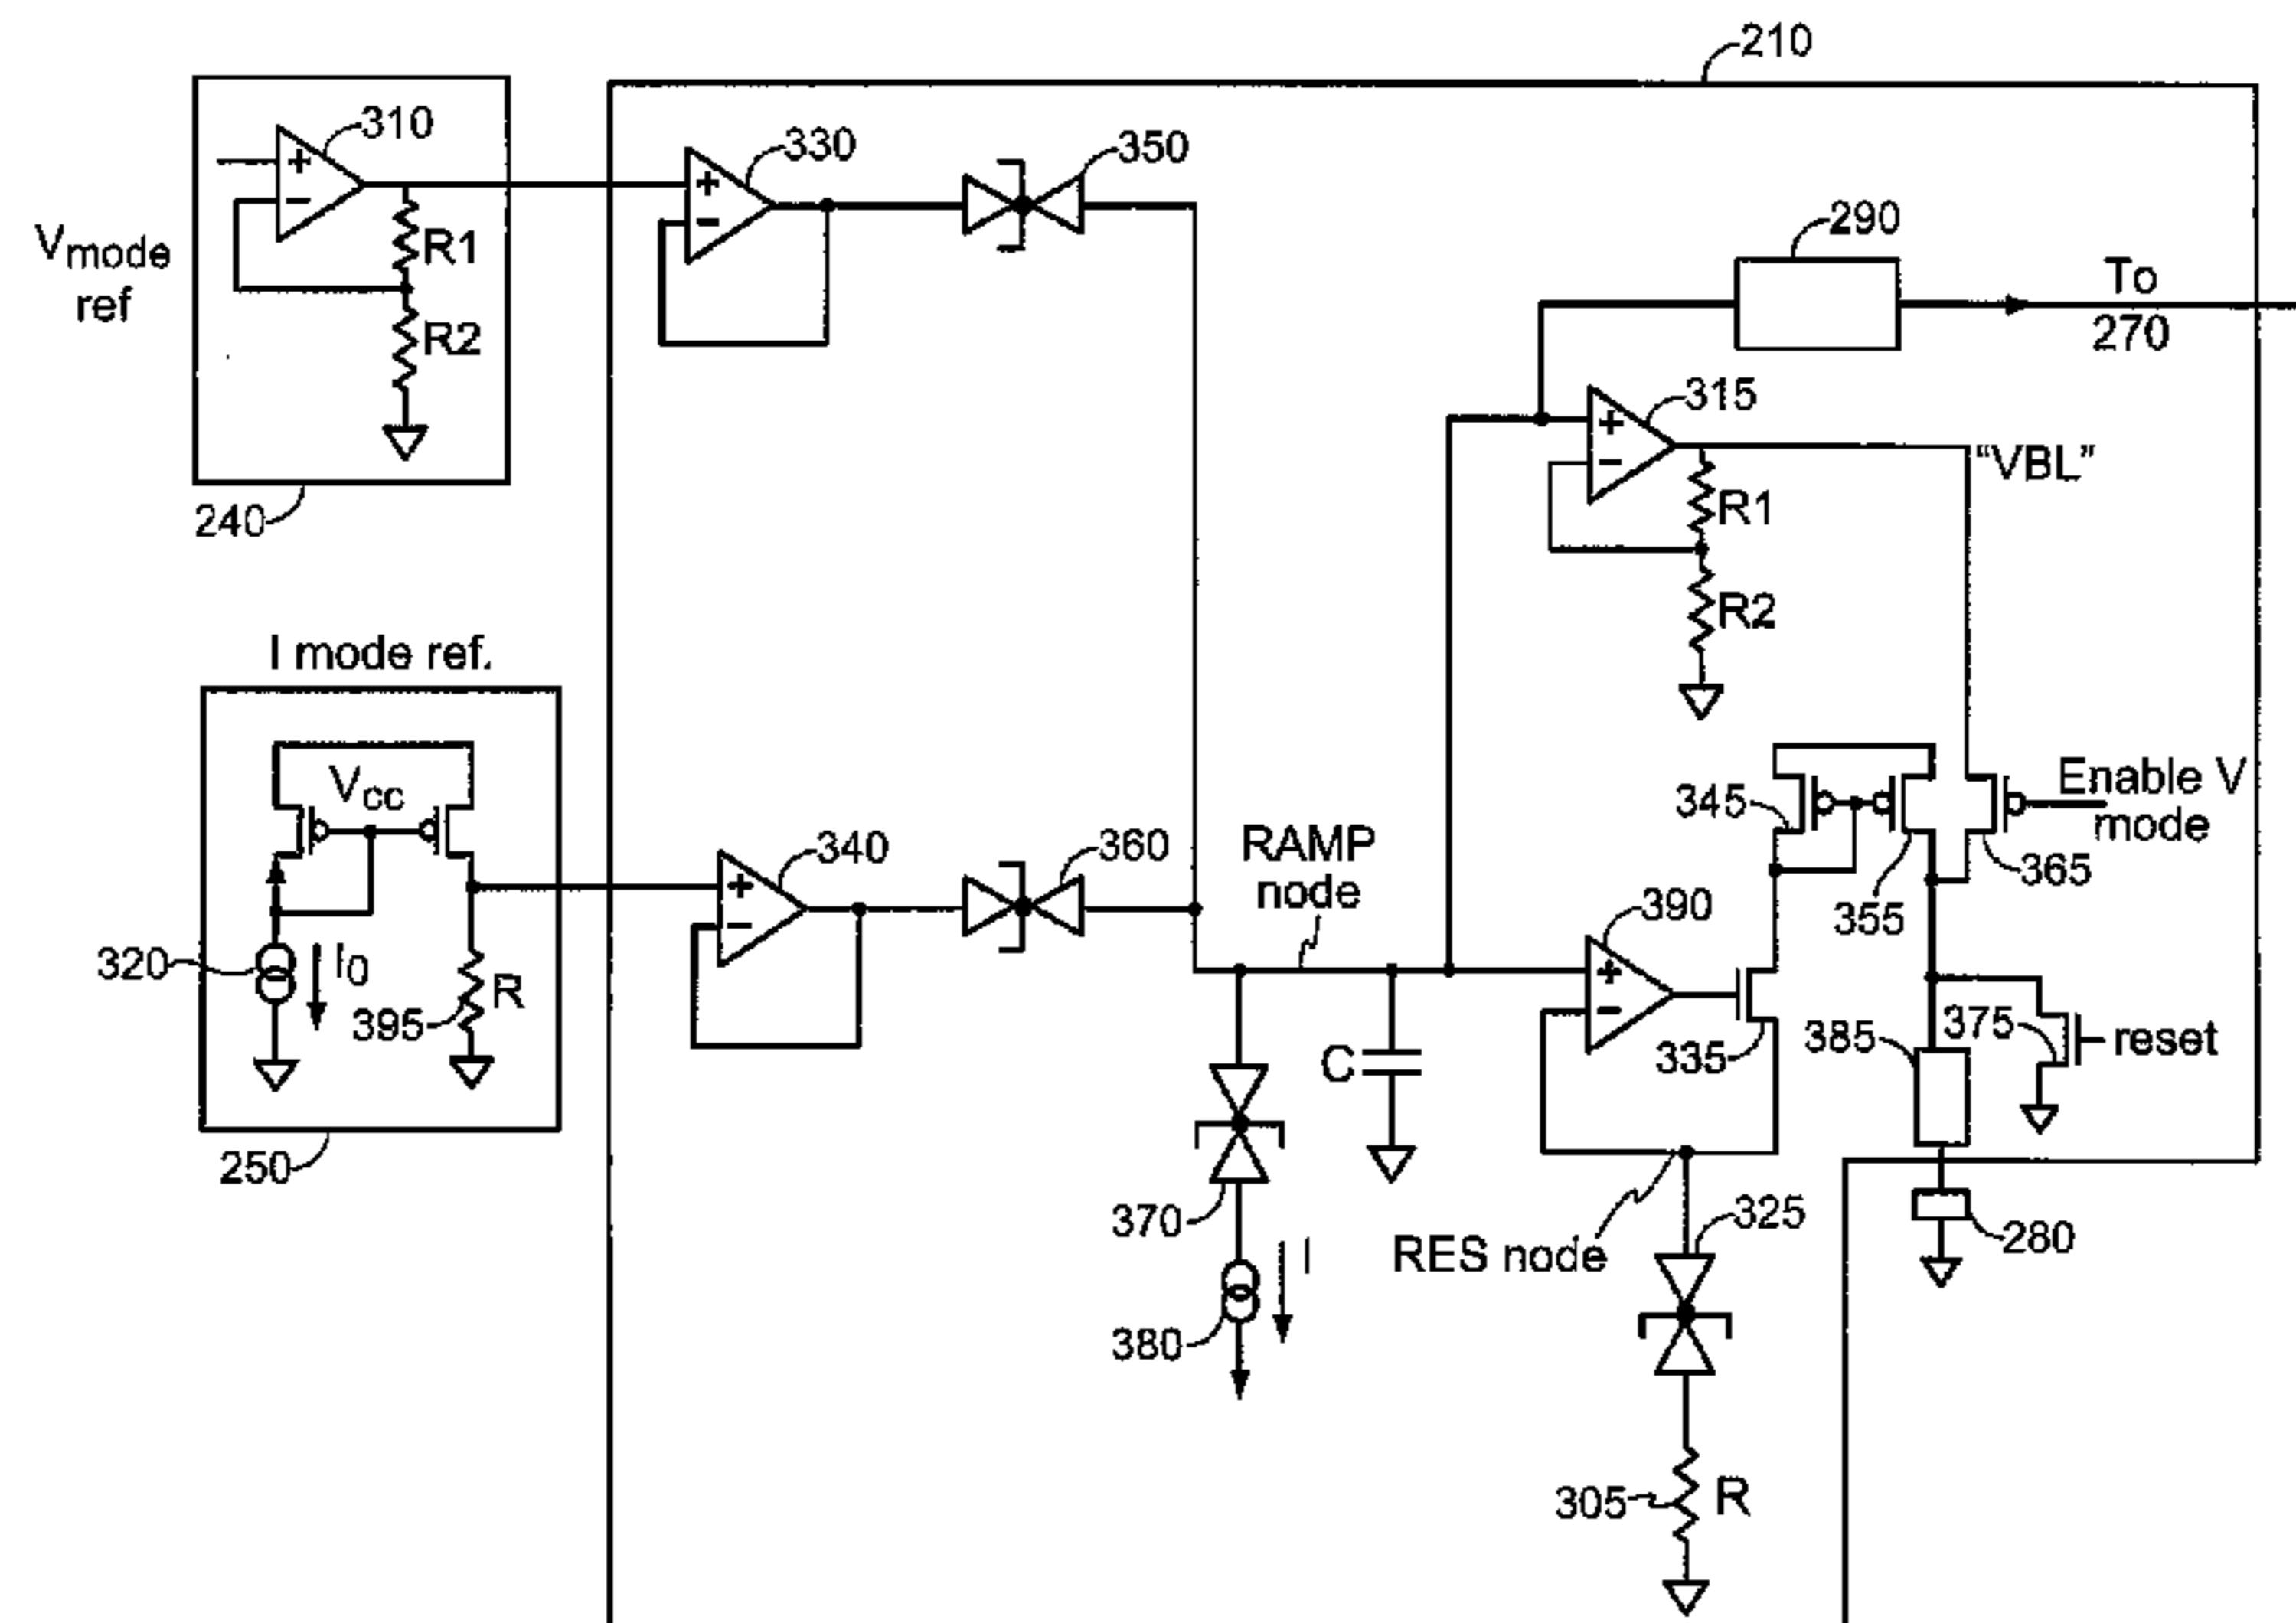 210
310
330
350
290
V mode
ref
R1
R2
To
270
315
"VBL"
240
R1
R2
I mode ref.
Vcc
345
Enable V
mode
340
360
RAMP
node
390
355
365
320
I0
395
R
C
335
385
375
reset
250
370
I
RES node
325
280
380
305
R